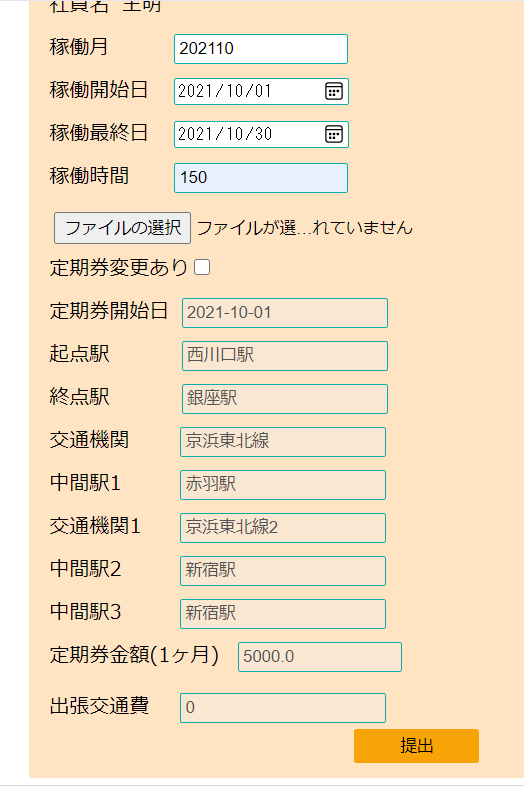 社員名 王明
稼働月 202110
稼働開始日 2021/10/01
稼働最終日 2021/10/30
稼働時間 150
ファイルの選択 ファイルが選...れていません
定期券変更あり
定期券開始日 2021-10-01
起点駅 西川口駅
終点駅 銀座駅
交通機関 京浜東北線
中間駅1 赤羽駅
交通機関1 京浜東北線2
中間駅2 新宿駅
中間駅3 新宿駅
定期券金額(1ヶ月) 5000.0
出張交通費 0
提出